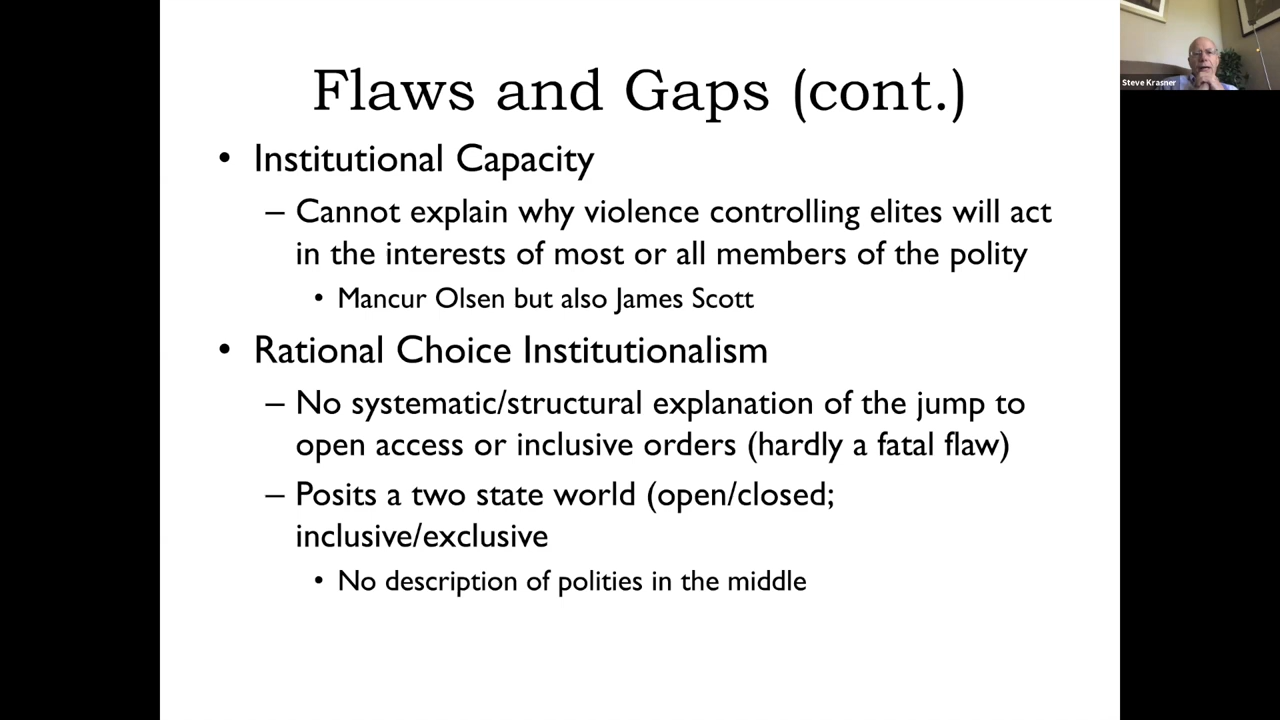 Flaws and Gaps (cont.)
• Institutional Capacity
– Cannot explain why violence controlling elites will act
in the interests of most or all members of the polity
• Mancur Olsen but also James Scott
• Rational Choice Institutionalism
– No systematic/structural explanation of the jump to
open access or inclusive orders (hardly a fatal flaw)
– Posits a two state world (open/closed;
inclusive/exclusive
• No description of polities in the middle
Steve Krasner